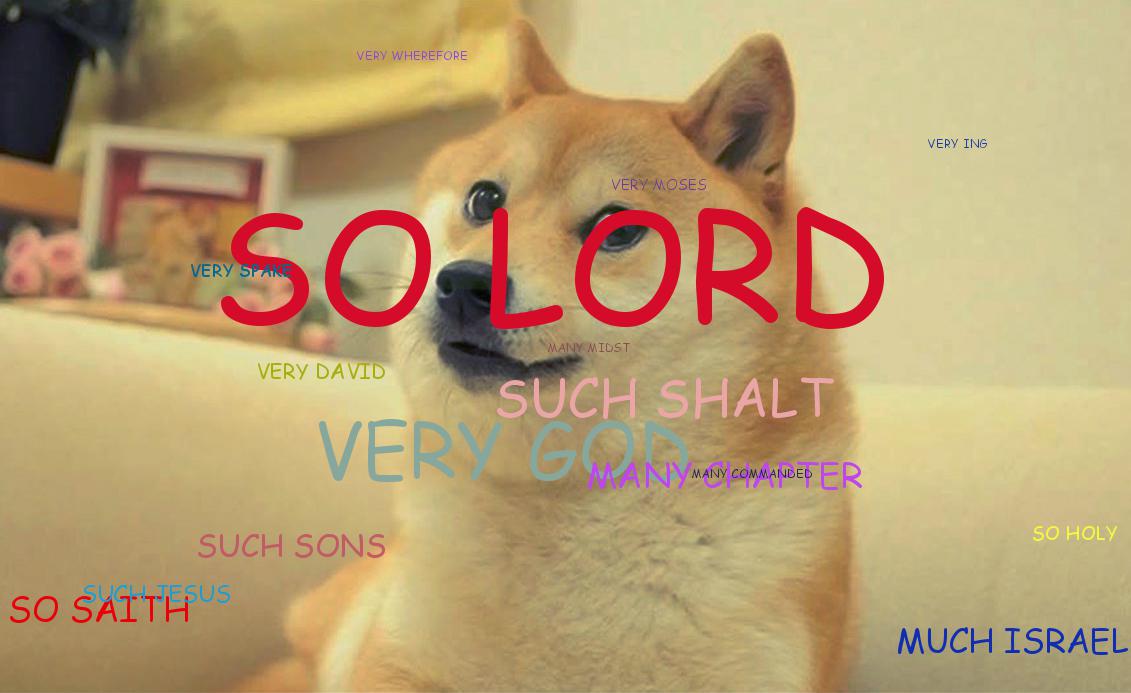 VERY WHEREFORE
VERY ING
VERY MOSES
SO LORD
VERY SPAKE
MANY MIDST
VERY DAVID
SUCH SHALT
VERY GOD
MANY CHAPTER
MANY COMMANDED
SO HOLY
SUCH SONS
SUCH JESUS
SO SAITH
MUCH ISRAEL